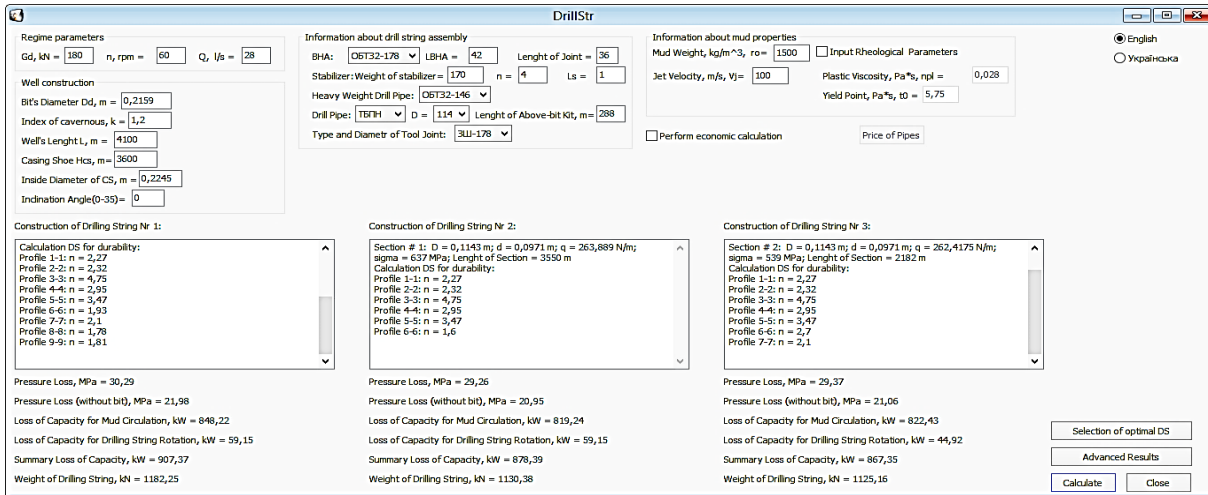 DrillStr
Regime parameters
Gd, kN = 180 n, rpm = 60 Q, l/s = 28
Well construction
Bit's Diameter Dd, m = 0,2159
Index of cavernous, k = 1,2
Well's Lenght L, m = 4100
Casing Shoe Hcs, m= 3600
Inside Diameter of CS, m = 0,2245
Inclination Angle(0-35)= 0
Information about drill string assembly
BHA: ОБТЗ2-178 LBHA = 42 Lenght of Joint = 36
Stabilizer:Weight of stabilizer= 170 n = 4 Ls = 1
Heavy Weight Drill Pipe: ОБТЗ2-146
Drill Pipe: ТБПН D = 114 Lenght of Above-bit Kit, m= 288
Type and Diametr of Tool Joint: ЗШ-178
Information about mud properties
Mud Weight, kg/m^3, ro= 1500 Input Rheological Parameters
Jet Velocity, m/s, Vj= 100 Plastic Viscosity, Pa*s, npl = 0,028
Yield Point, Pa*s, t0 = 5,75
Perform economic calculation Price of Pipes
English
Українська
Construction of Drilling String Nr 1:
Calculation DS for durability:
Profile 1-1: n = 2,27
Profile 2-2: n = 2,32
Profile 3-3: n = 4,75
Profile 4-4: n = 2,95
Profile 5-5: n = 3,47
Profile 6-6: n = 1,93
Profile 7-7: n = 2,1
Profile 8-8: n = 1,78
Profile 9-9: n = 1,81
Pressure Loss, MPa = 30,29
Pressure Loss (without bit), MPa = 21,98
Loss of Capacity for Mud Circulation, kW = 848,22
Loss of Capacity for Drilling String Rotation, kW = 59,15
Summary Loss of Capacity, kW = 907,37
Weight of Drilling String, kN = 1182,25
Construction of Drilling String Nr 2:
Section # 1: D = 0,1143 m; d = 0,0971 m; q = 263,889 N/m;
sigma = 637 MPa; Lenght of Section = 3550 m
Calculation DS for durability:
Profile 1-1: n = 2,27
Profile 2-2: n = 2,32
Profile 3-3: n = 4,75
Profile 4-4: n = 2,95
Profile 5-5: n = 3,47
Profile 6-6: n = 1,6
Pressure Loss, MPa = 29,26
Pressure Loss (without bit), MPa = 20,95
Loss of Capacity for Mud Circulation, kW = 819,24
Loss of Capacity for Drilling String Rotation, kW = 59,15
Summary Loss of Capacity, kW = 878,39
Weight of Drilling String, kN = 1130,38
Construction of Drilling String Nr 3:
Section # 2: D = 0,1143 m; d = 0,0971 m; q = 262,4175 N/m;
sigma = 539 MPa; Lenght of Section = 2182 m
Calculation DS for durability:
Profile 1-1: n = 2,27
Profile 2-2: n = 2,32
Profile 3-3: n = 4,75
Profile 4-4: n = 2,95
Profile 5-5: n = 3,47
Profile 6-6: n = 2,7
Profile 7-7: n = 2,1
Pressure Loss, MPa = 29,37
Pressure Loss (without bit), MPa = 21,06
Loss of Capacity for Mud Circulation, kW = 822,43
Loss of Capacity for Drilling String Rotation, kW = 44,92
Summary Loss of Capacity, kW = 867,35
Weight of Drilling String, kN = 1125,16
Selection of optimal DS
Advanced Results
Calculate Close